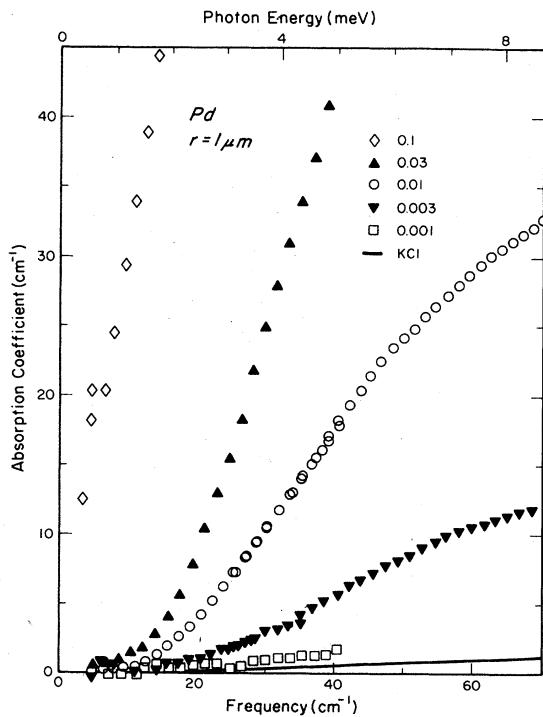 Photon Energy (meV)
0 4 8
Pd
r = 1 μm
0.1
0.03
0.01
0.003
0.001
KCl
40
30
20
10
0
Absorption Coefficient (cm⁻¹)
0 20 40 60
Frequency (cm⁻¹)